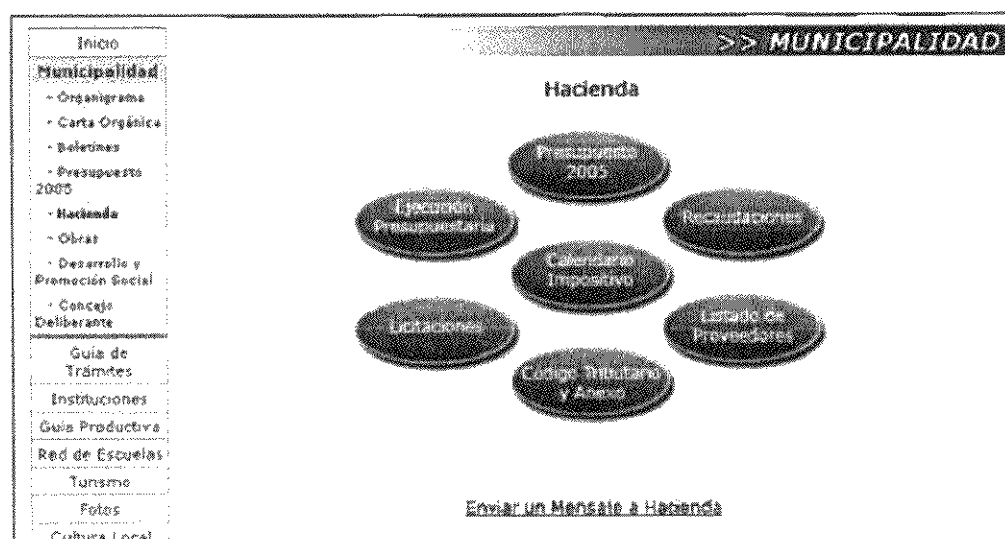 Inicio
Municipalidad
- Organigrama
- Carta Orgánica
- Boletines
- Presupuesto
2005
- Hacienda
- Obras
- Desarrollo y
Promoción Social
- Concejo
Deliberante
Guía de
Trámites
Instituciones
Guía Productiva
Red de Escuelas
Turismo
Fotos
Cultura Local
>> MUNICIPALIDAD
Hacienda
Presupuesto
2005
Ejecución
Presupuestaria
Recaudaciones
Calendario
Impositivo
Licitaciones
Listado de
Proveedores
Código Tributario
y Anexo
Enviar un Mensaje a Hacienda